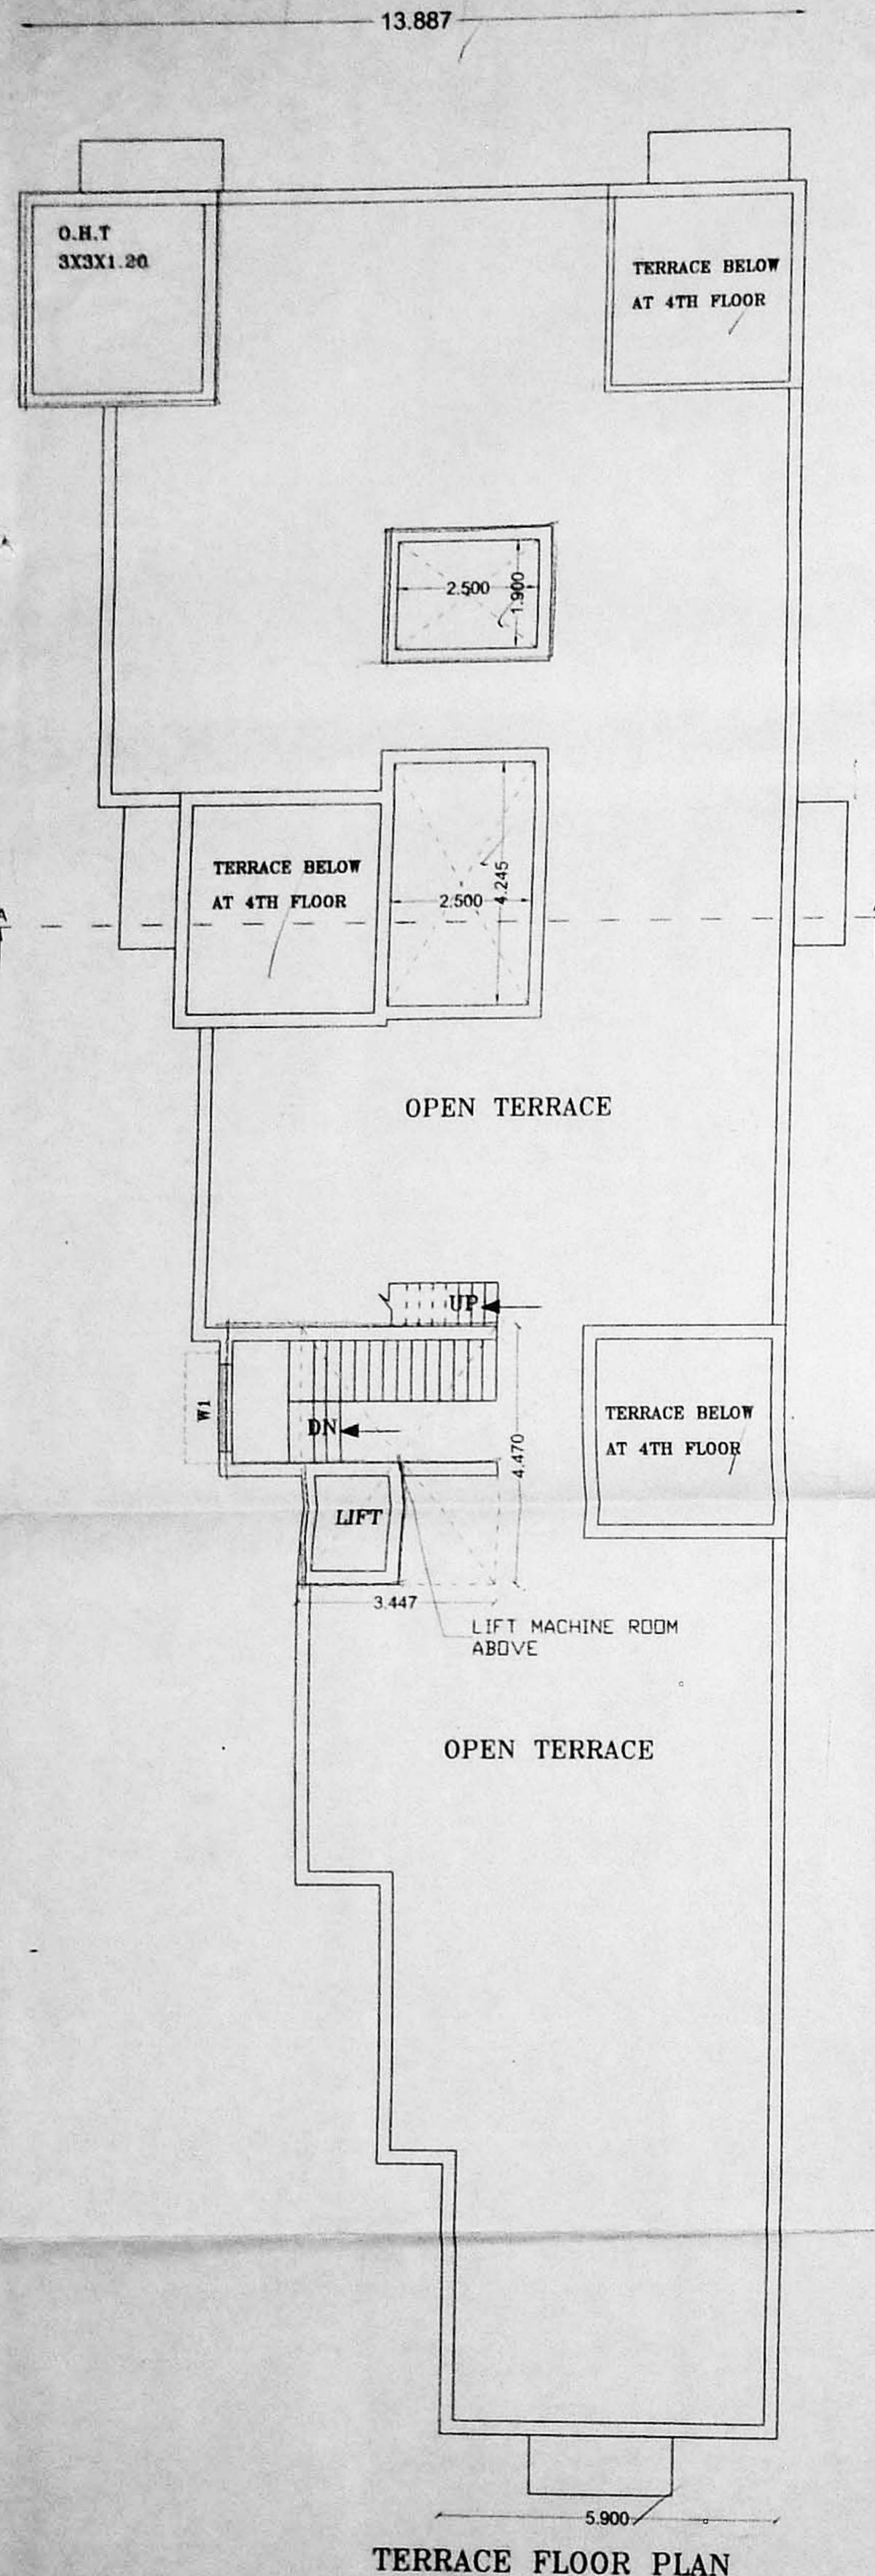 13.887
O.H.T
3X3X1.20
TERRACE BELOW
AT 4TH FLOOR
2.500
1.900
TERRACE BELOW
AT 4TH FLOOR
2.500
4.245
A
OPEN TERRACE
UP
W1
DN
4.470
TERRACE BELOW
AT 4TH FLOOR
LIFT
3.447
LIFT MACHINE ROOM
ABOVE
OPEN TERRACE
5.900
TERRACE FLOOR PLAN